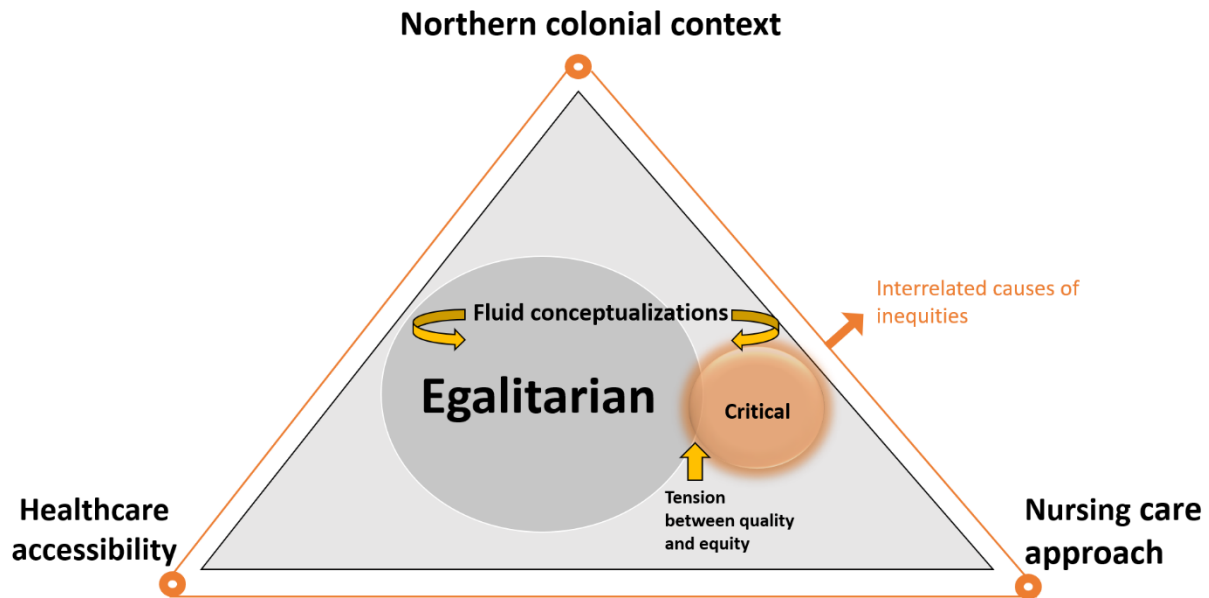 Northern colonial context
Interrelated causes of
inequities
Fluid conceptualizations
Egalitarian
Critical
Tension
between quality
and equity
Healthcare
accessibility
Nursing care
approach